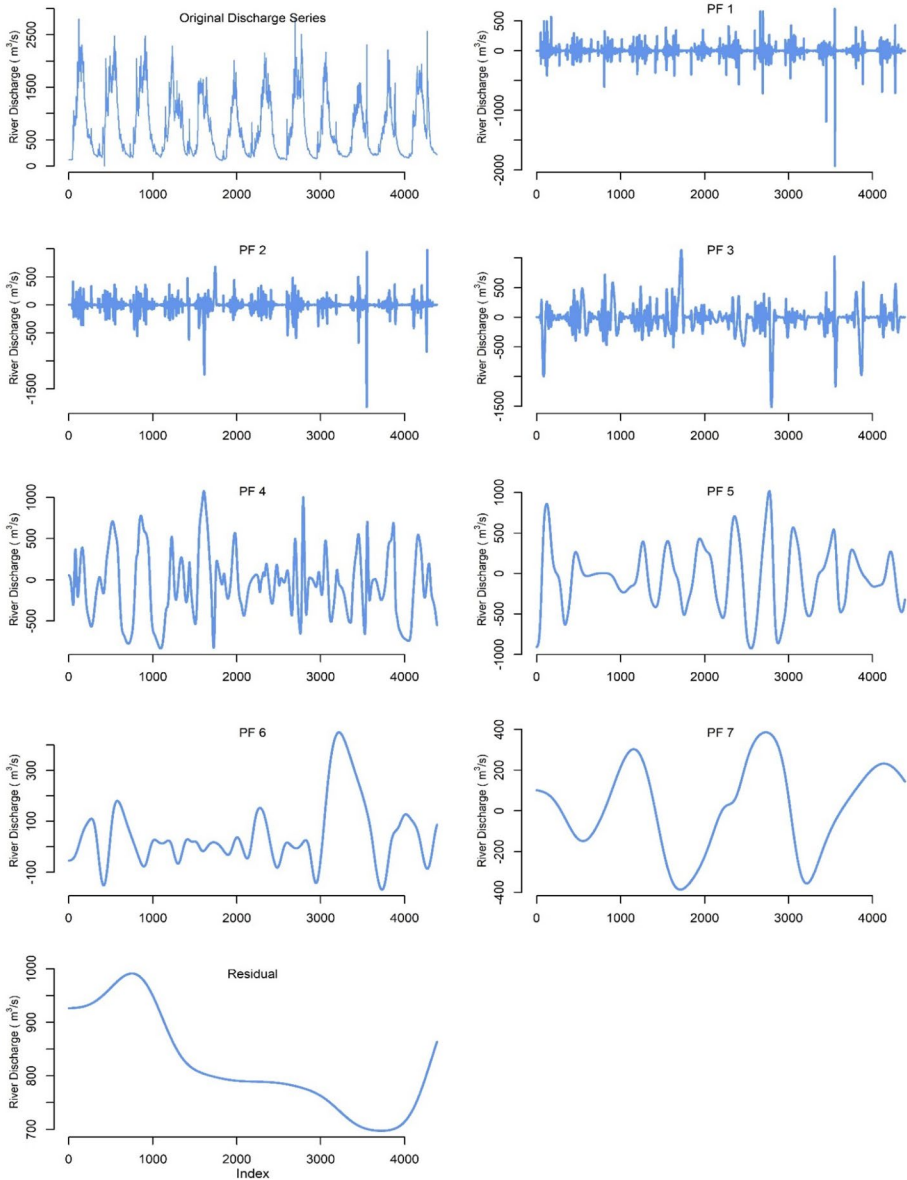 Original Discharge Series
River Discharge ( m³/s)
2500
1500
500
0
0 1000 2000 3000 4000
PF 1
River Discharge ( m³/s)
500
0
-1000
-2000
0 1000 2000 3000 4000
PF 2
River Discharge ( m³/s)
500
0
-500
-1500
0 1000 2000 3000 4000
PF 3
River Discharge ( m³/s)
500
0
-500
-1500
0 1000 2000 3000 4000
PF 4
River Discharge ( m³/s)
1000
500
0
-500
0 1000 2000 3000 4000
PF 5
River Discharge ( m³/s)
1000
500
0
-500
-1000
0 1000 2000 3000 4000
PF 6
River Discharge ( m³/s)
300
100
-100
0 1000 2000 3000 4000
PF 7
River Discharge ( m³/s)
400
200
0
-200
-400
0 1000 2000 3000 4000
Residual
River Discharge ( m³/s)
1000
900
800
700
0 1000 2000 3000 4000
Index